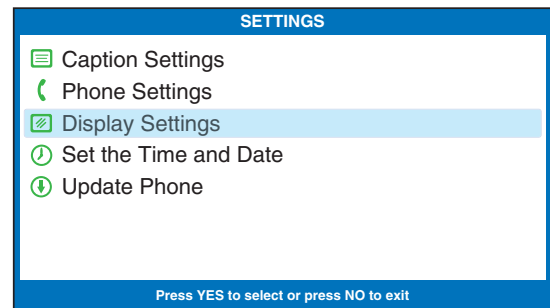 SETTINGS
Caption Settings
Phone Settings
Display Settings
Set the Time and Date
Update Phone
Press YES to select or press NO to exit